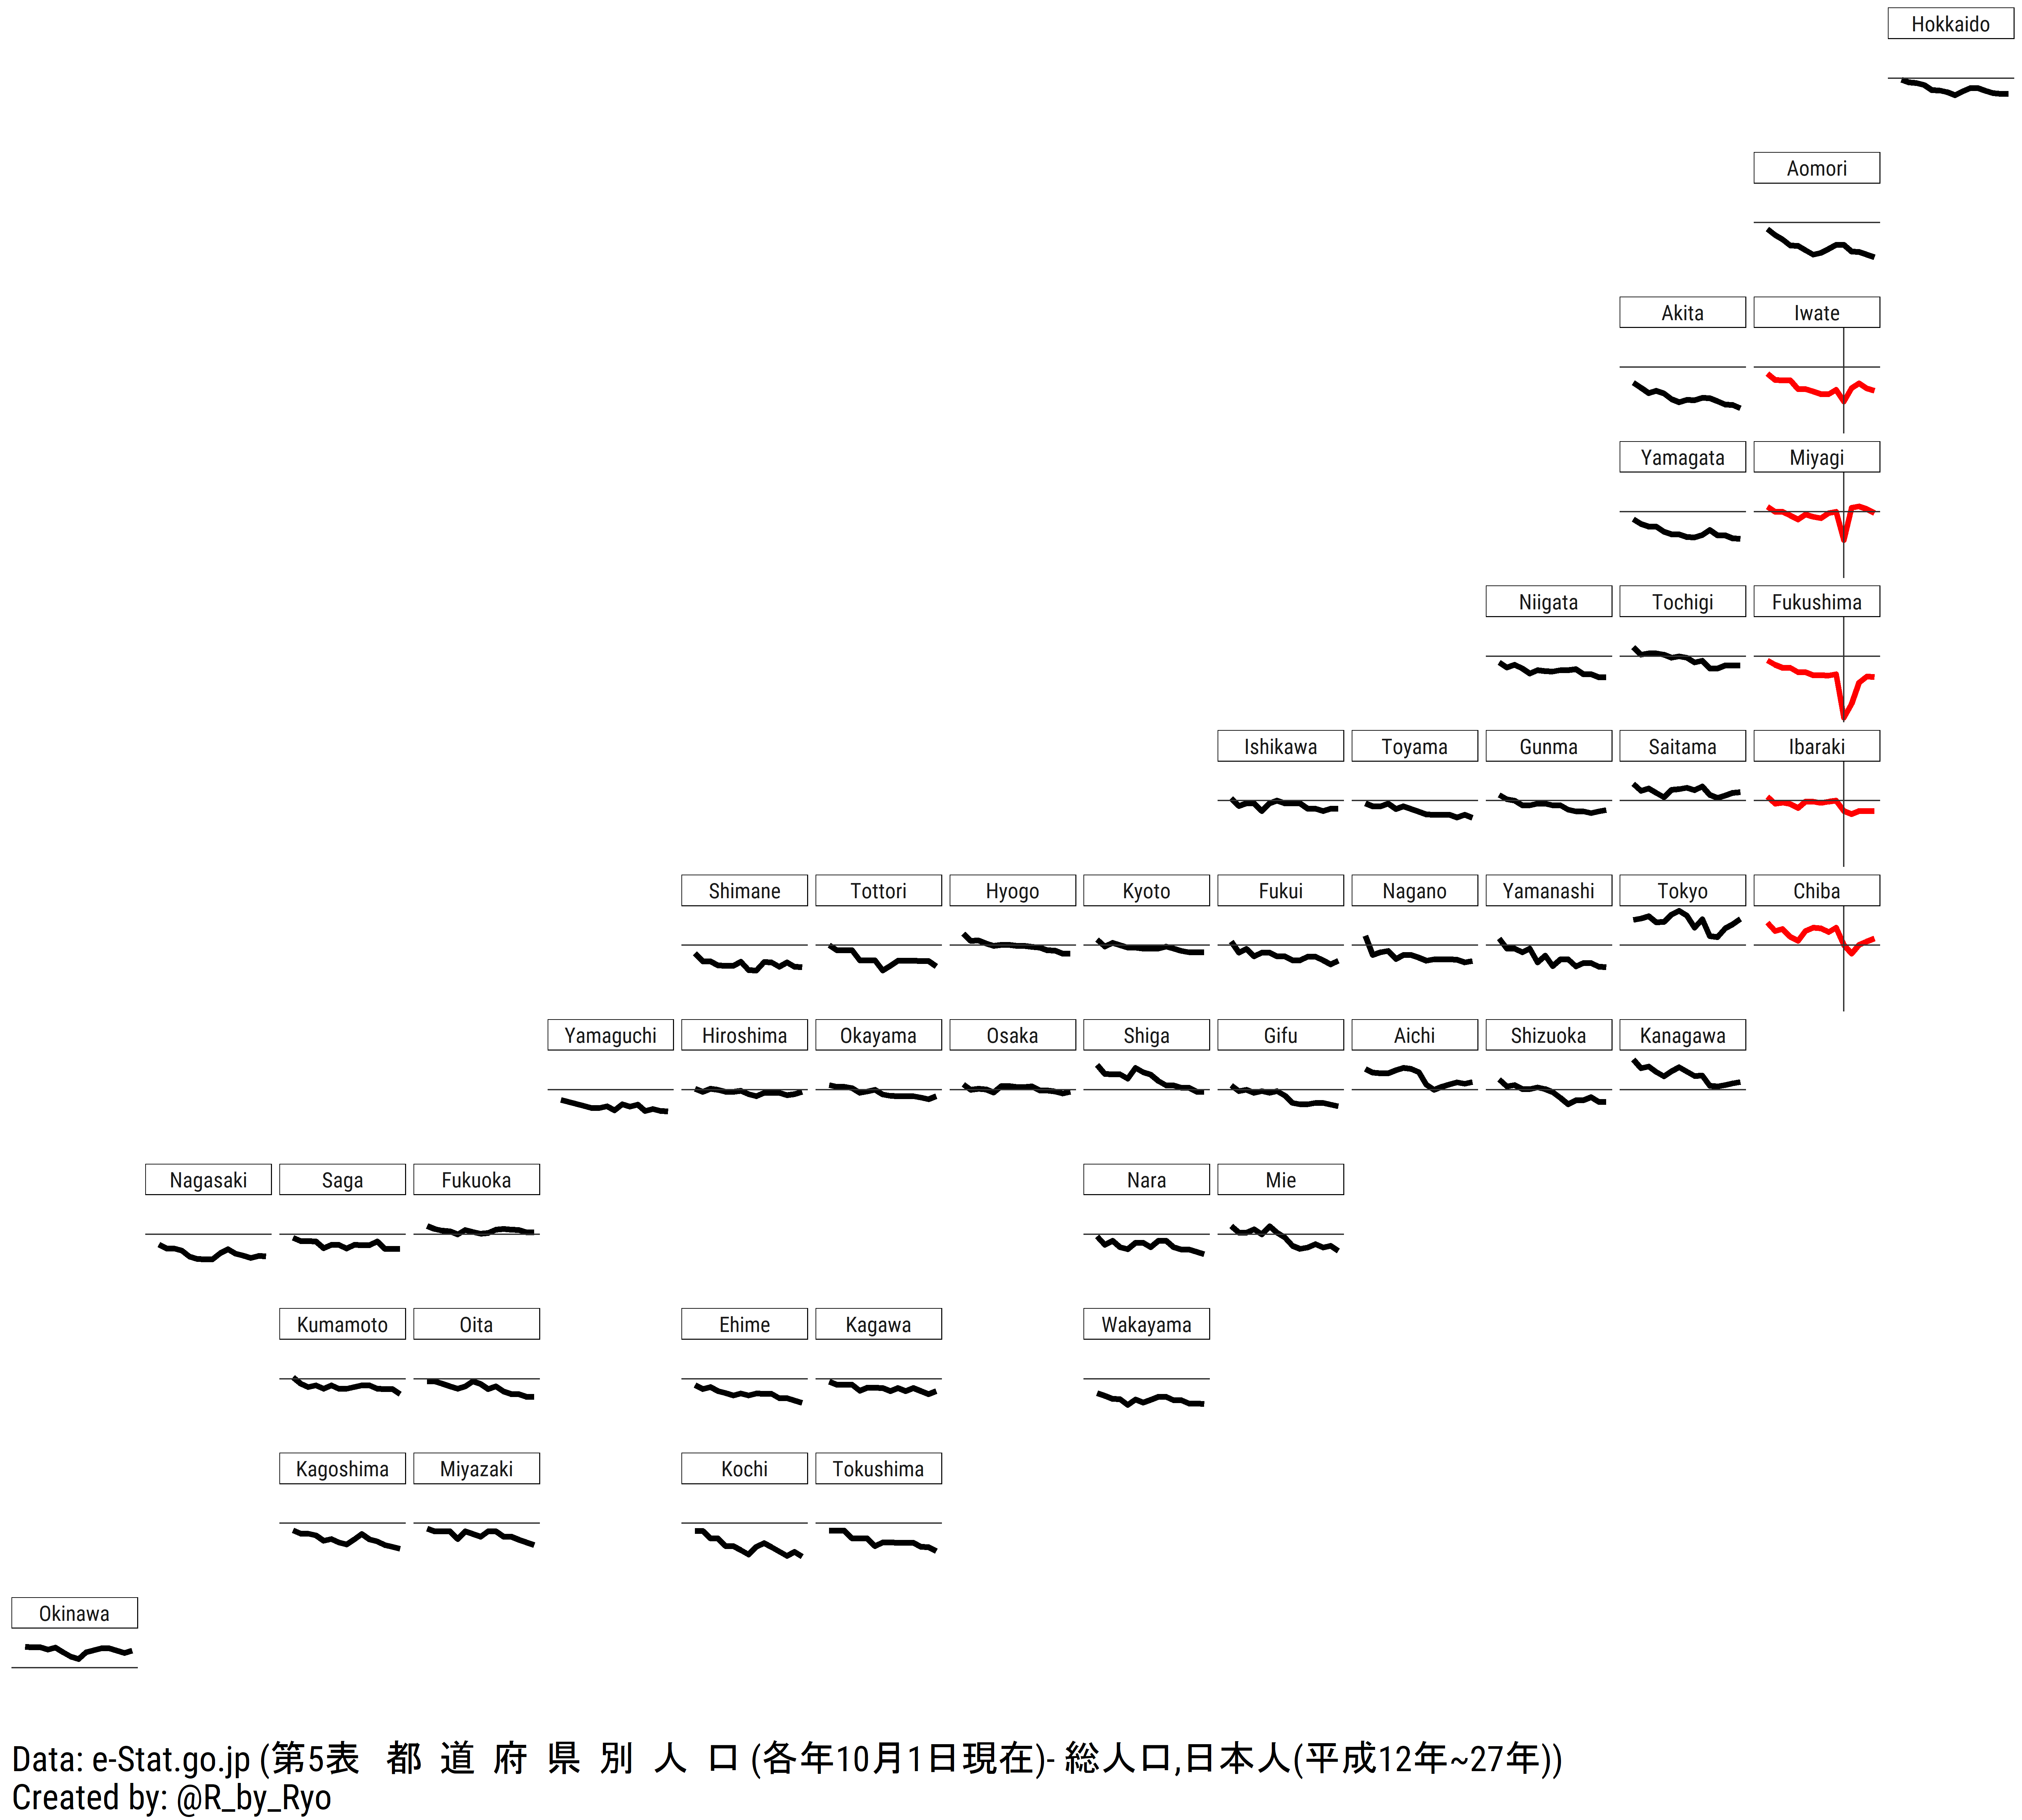 Hokkaido
Aomori
Akita Iwate
Yamagata Miyagi
Niigata Tochigi Fukushima
Ishikawa Toyama Gunma Saitama Ibaraki
Shimane Tottori Hyogo Kyoto Fukui Nagano Yamanashi Tokyo Chiba
Yamaguchi Hiroshima Okayama Osaka Shiga Gifu Aichi Shizuoka Kanagawa
Nagasaki Saga Fukuoka Nara Mie
Kumamoto Oita Ehime Kagawa Wakayama
Kagoshima Miyazaki Kochi Tokushima
Okinawa
Data: e-Stat.go.jp (第5表 都 道 府 県 別 人 口 (各年10月1日現在)- 総人口,日本人(平成12年~27年))
Created by: @R_by_Ryo